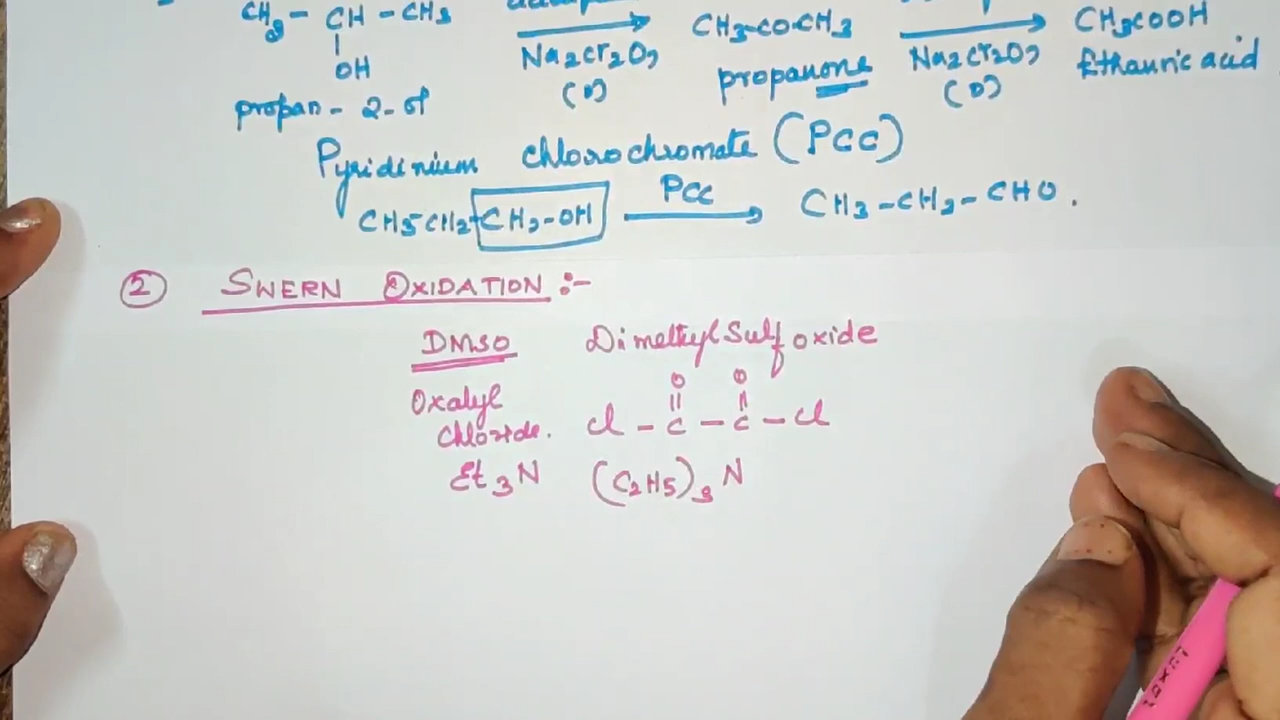 CH3 – CH – CH3 → CH3–CO–CH3 → CH3COOH
|
OH Na2Cr2O7 propanone Na2Cr2O7 Ethanoic acid
propan – 2-ol (O) (O)
Pyridinium chlorochromate (PCC)
CH3CH2–CH2–OH PCC → CH3–CH2–CHO.
② SWERN OXIDATION :–
DMSO Dimethyl Sulfoxide
O O
Oxalyl || ||
Chloride. Cl – C – C – Cl
Et3N (C2H5)3 N